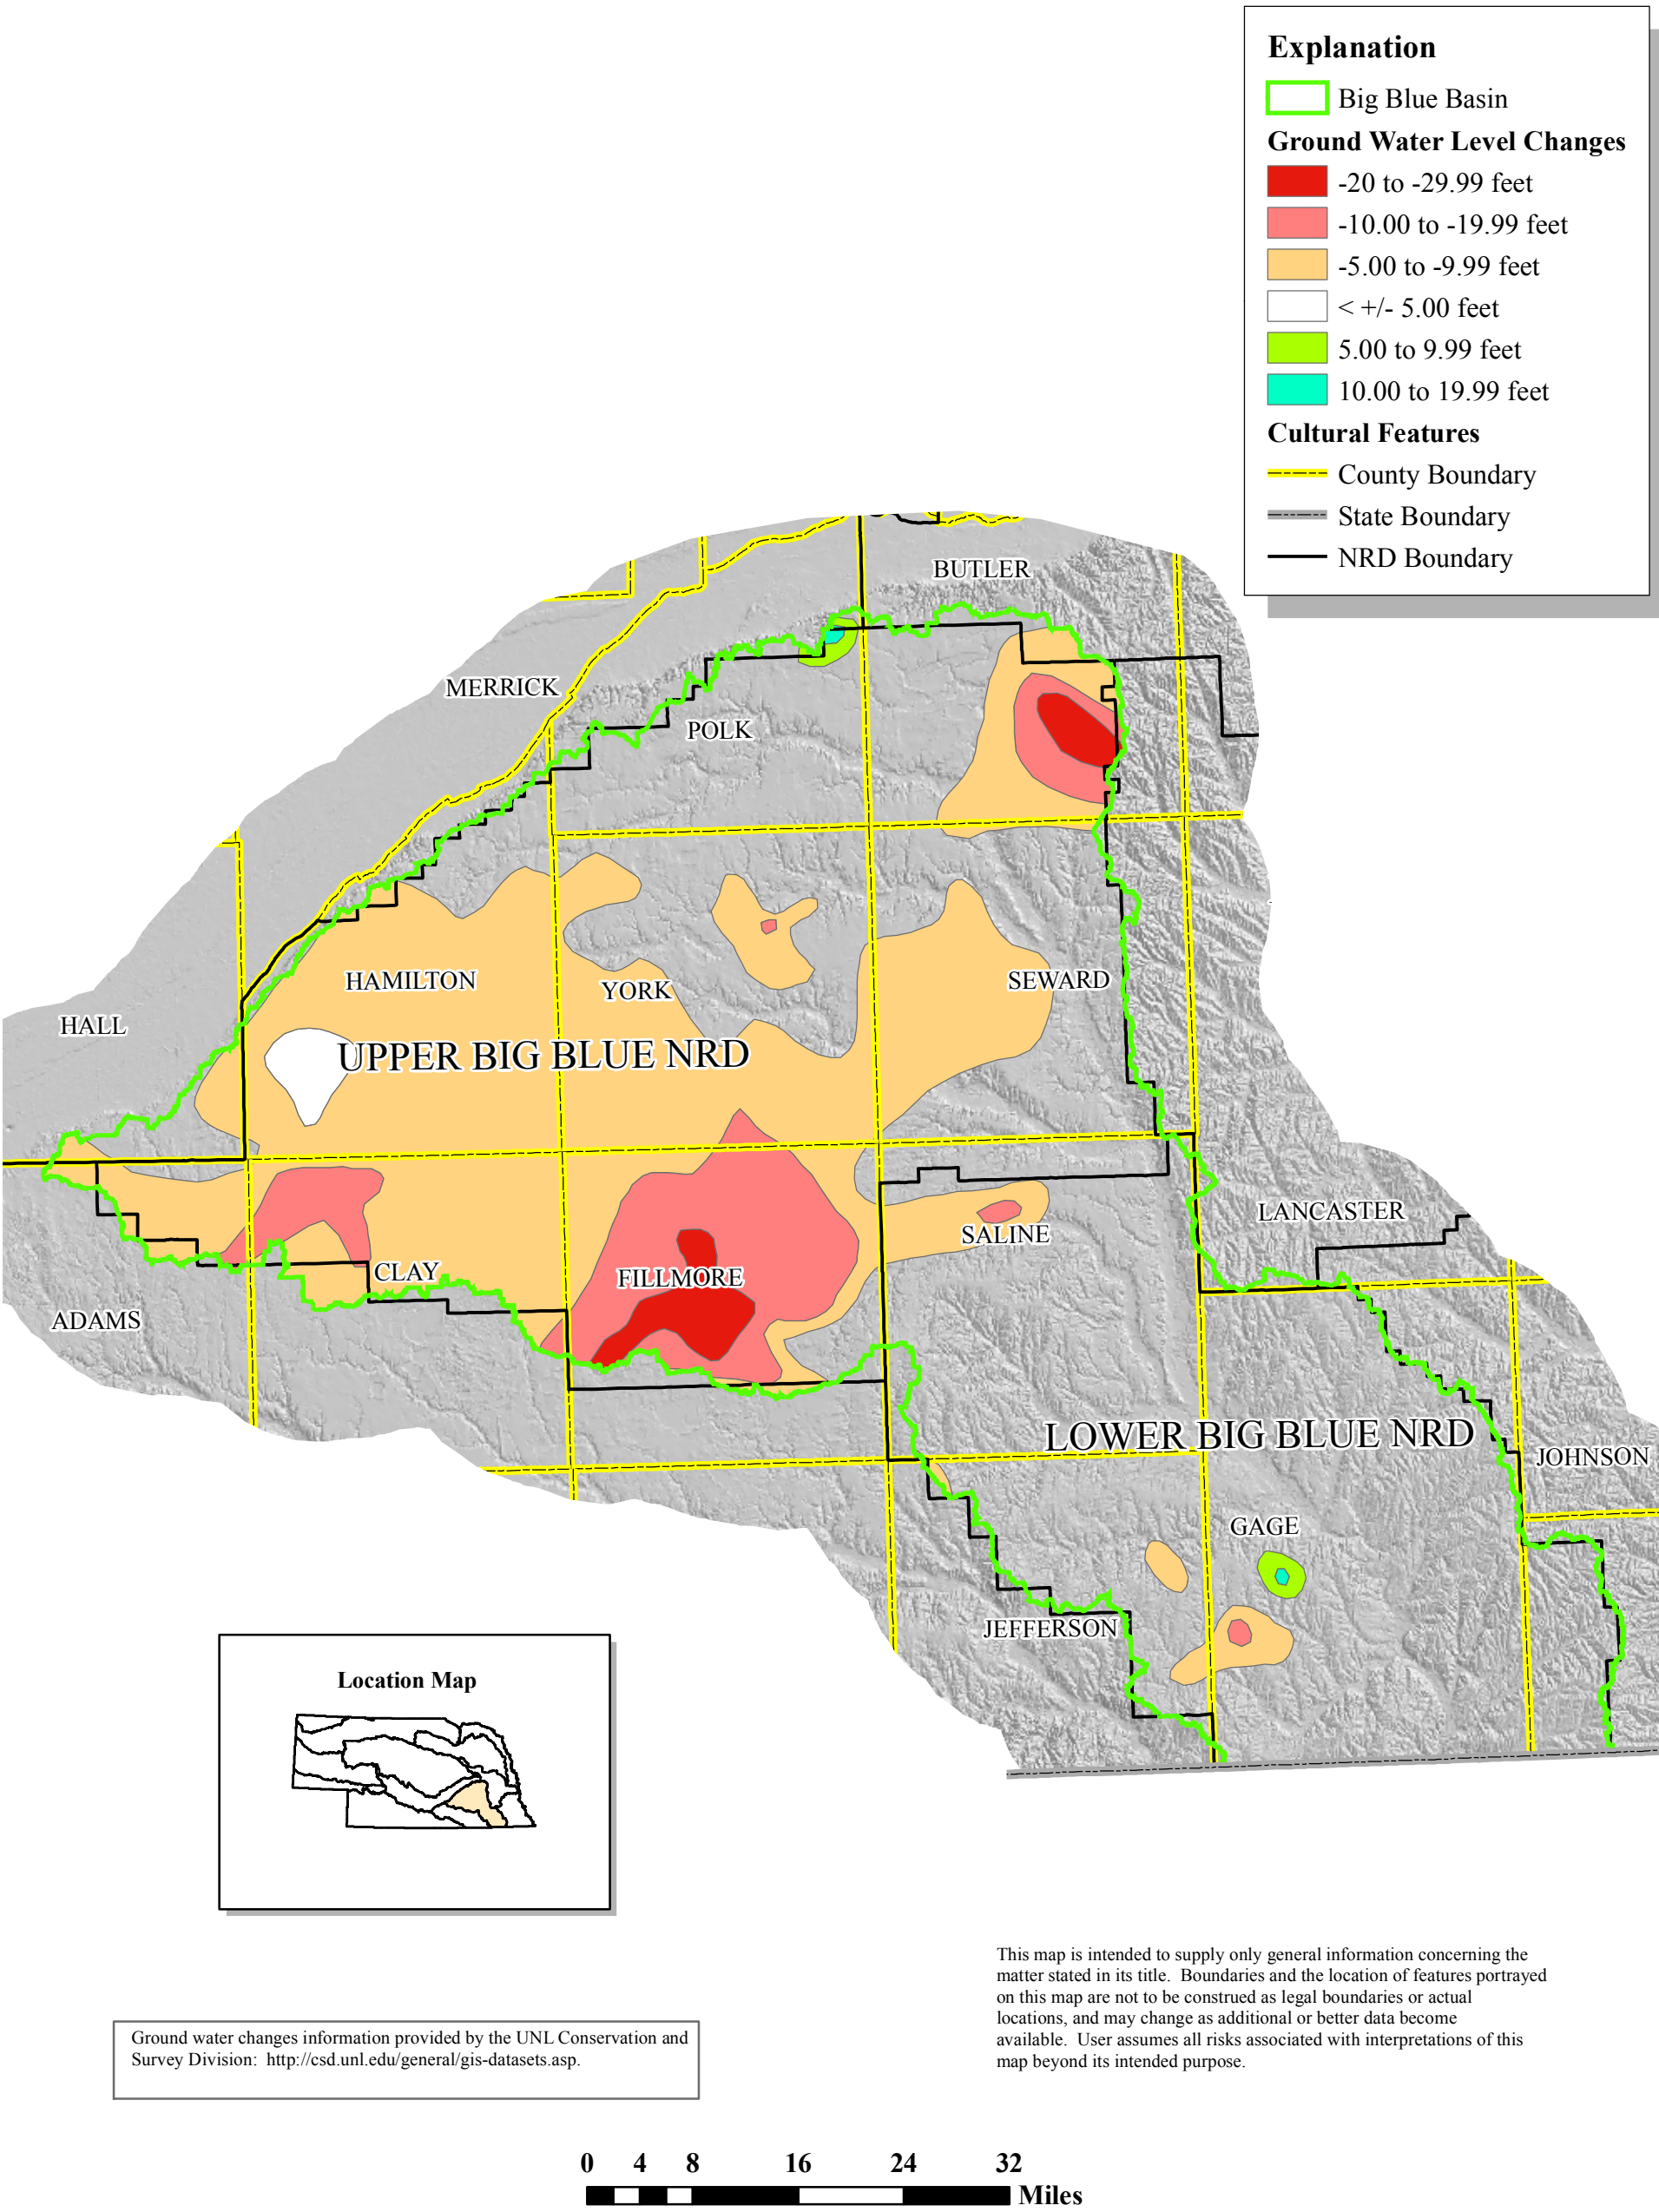 Explanation
Big Blue Basin
Ground Water Level Changes
-20 to -29.99 feet
-10.00 to -19.99 feet
-5.00 to -9.99 feet
< +/- 5.00 feet
5.00 to 9.99 feet
10.00 to 19.99 feet
Cultural Features
County Boundary
State Boundary
NRD Boundary
BUTLER
MERRICK
POLK
HAMILTON
YORK
SEWARD
HALL
UPPER BIG BLUE NRD
LANCASTER
SALINE
CLAY
FILLMORE
ADAMS
LOWER BIG BLUE NRD
JOHNSON
GAGE
JEFFERSON
Location Map
This map is intended to supply only general information concerning the
matter stated in its title. Boundaries and the location of features portrayed
on this map are not to be construed as legal boundaries or actual
locations, and may change as additional or better data become
available. User assumes all risks associated with interpretations of this
map beyond its intended purpose.
Ground water changes information provided by the UNL Conservation and
Survey Division: http://csd.unl.edu/general/gis-datasets.asp.
0 4 8 16 24 32
Miles